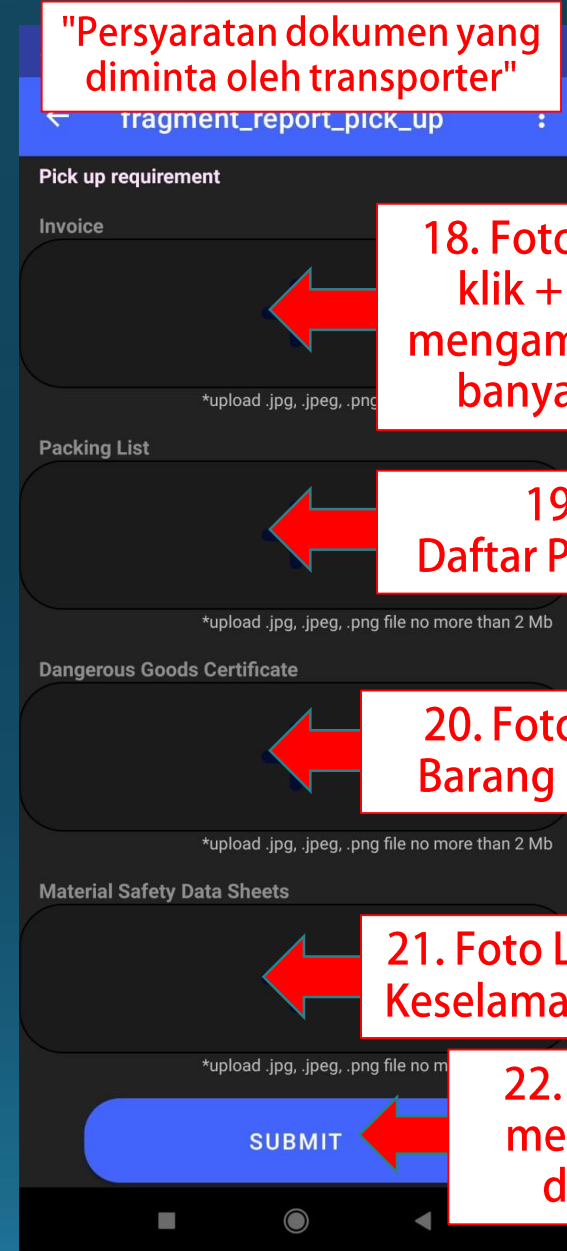 "Persyaratan dokumen yang
diminta oleh transporter"
fragment_report_pick_up
Pick up requirement
Invoice
18. Foto
klik +
banya
*upload .jpg, .jpeg, .png
Packing List
19
Daftar P
*upload .jpg, .jpeg, .png file no more than 2 Mb
Dangerous Goods Certificate
20. Foto
Barang
*upload .jpg, .jpeg, .png file no more than 2 Mb
Material Safety Data Sheets
21. Foto L
Keselama
*upload .jpg, .jpeg, .png file no m
22.
me
d
SUBMIT